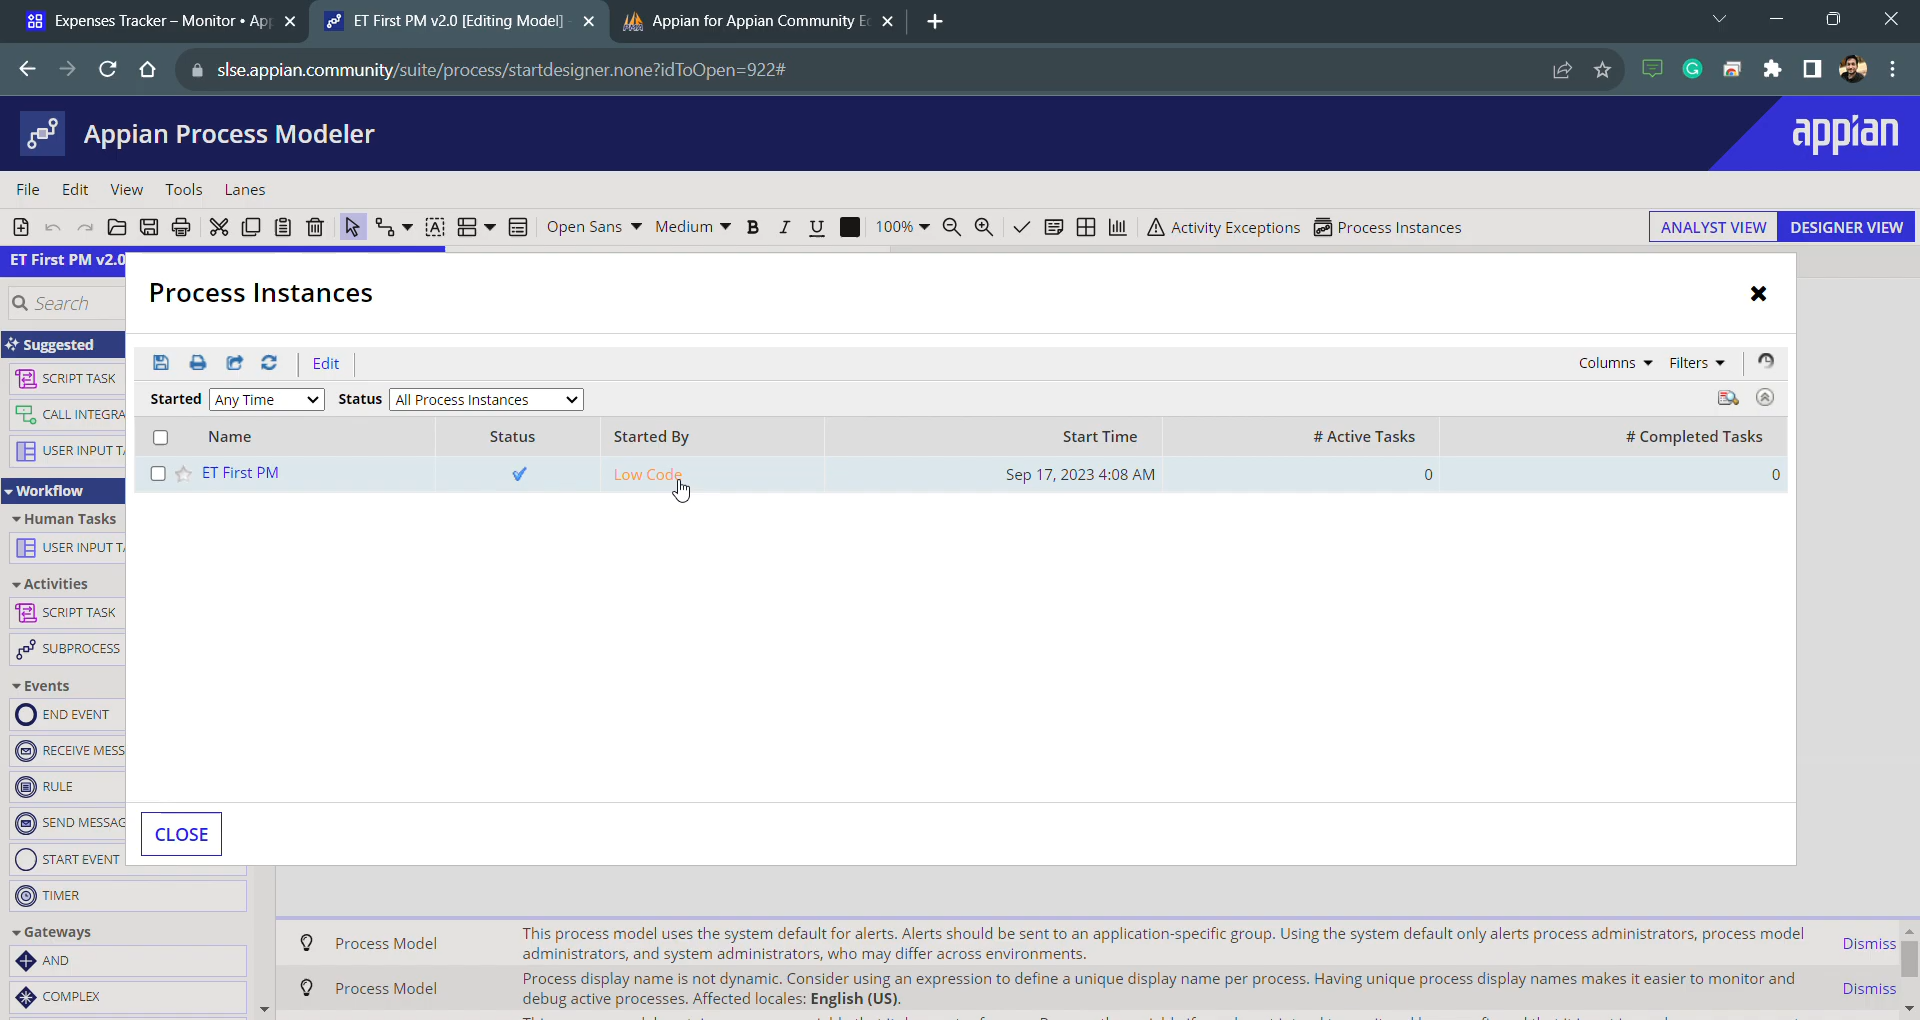 Expenses Tracker – Monitor • Ap
ET First PM v2.0 [Editing Model]
Appian for Appian Community E
slse.appian.community/suite/process/startdesigner.none?idToOpen=922#
Appian Process Modeler
appian
File Edit View Tools Lanes
Open Sans Medium B I U 100% Activity Exceptions Process Instances ANALYST VIEW DESIGNER VIEW
ET First PM v2.0
Process Instances
Search
Suggested
SCRIPT TASK
CALL INTEGRA
USER INPUT T
Workflow
Human Tasks
USER INPUT T
Activities
SCRIPT TASK
SUBPROCESS
Events
END EVENT
RECEIVE MESS
RULE
SEND MESSAG
START EVENT
TIMER
Gateways
AND
COMPLEX
Edit Columns Filters
Started Any Time Status All Process Instances
Name Status Started By Start Time # Active Tasks # Completed Tasks
ET First PM Low Code Sep 17, 2023 4:08 AM 0 0
CLOSE
Process Model This process model uses the system default for alerts. Alerts should be sent to an application-specific group. Using the system default only alerts process administrators, process model Dismiss
administrators, and system administrators, who may differ across environments.
Process Model Process display name is not dynamic. Consider using an expression to define a unique display name per process. Having unique process display names makes it easier to monitor and Dismiss
debug active processes. Affected locales: English (US).